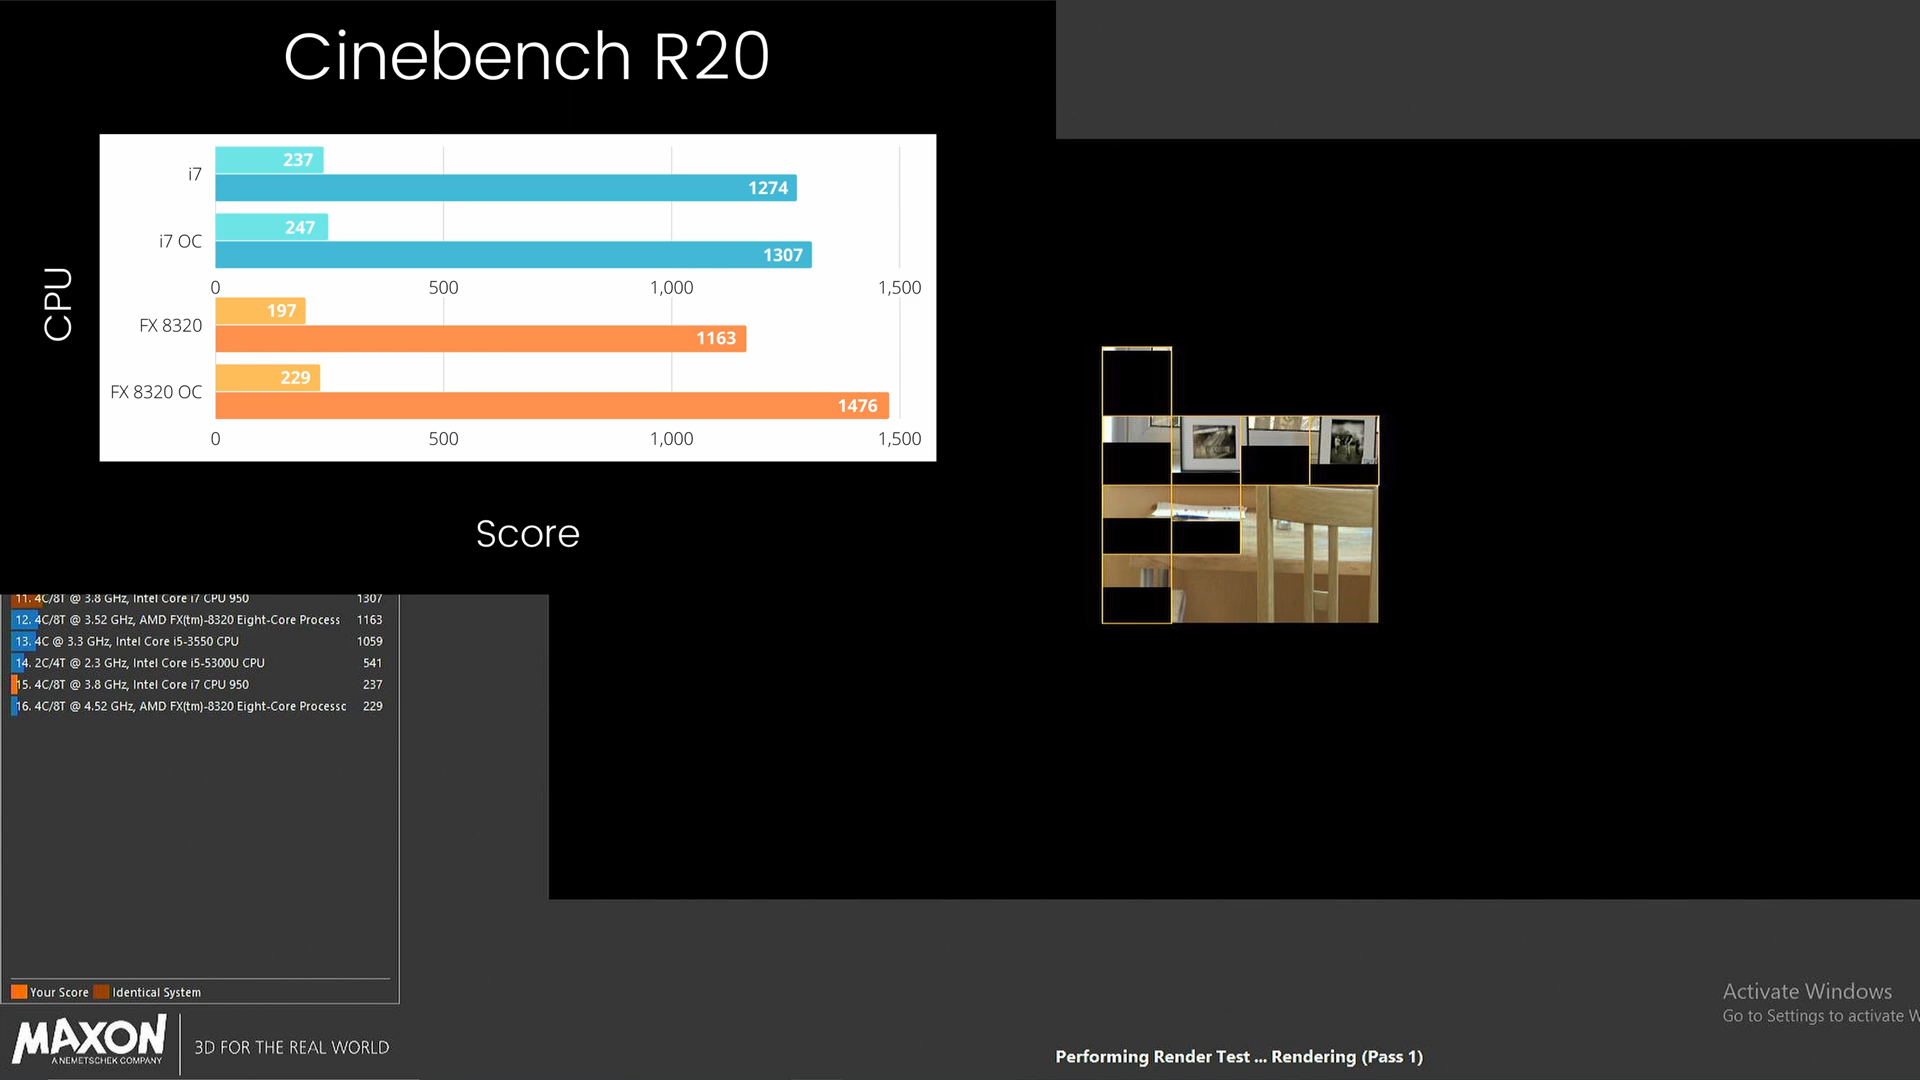 Cinebench R20
CPU
i7
237
1274
i7 OC
247
1307
0 500 1,000 1,500
FX 8320
197
1163
FX 8320 OC
229
1476
0 500 1,000 1,500
Score
11. 4C/8T @ 3.8 GHz, Intel Core i7 CPU 950 1307
12. 4C/8T @ 3.52 GHz, AMD FX(tm)-8320 Eight-Core Process 1163
13. 4C @ 3.3 GHz, Intel Core i5-3550 CPU 1059
14. 2C/4T @ 2.3 GHz, Intel Core i5-5300U CPU 541
15. 4C/8T @ 3.8 GHz, Intel Core i7 CPU 950 237
16. 4C/8T @ 4.52 GHz, AMD FX(tm)-8320 Eight-Core Processc 229
Your Score Identical System
MAXON
A NEMETSCHEK COMPANY
3D FOR THE REAL WORLD
Performing Render Test ... Rendering (Pass 1)
Activate Windows
Go to Settings to activate W